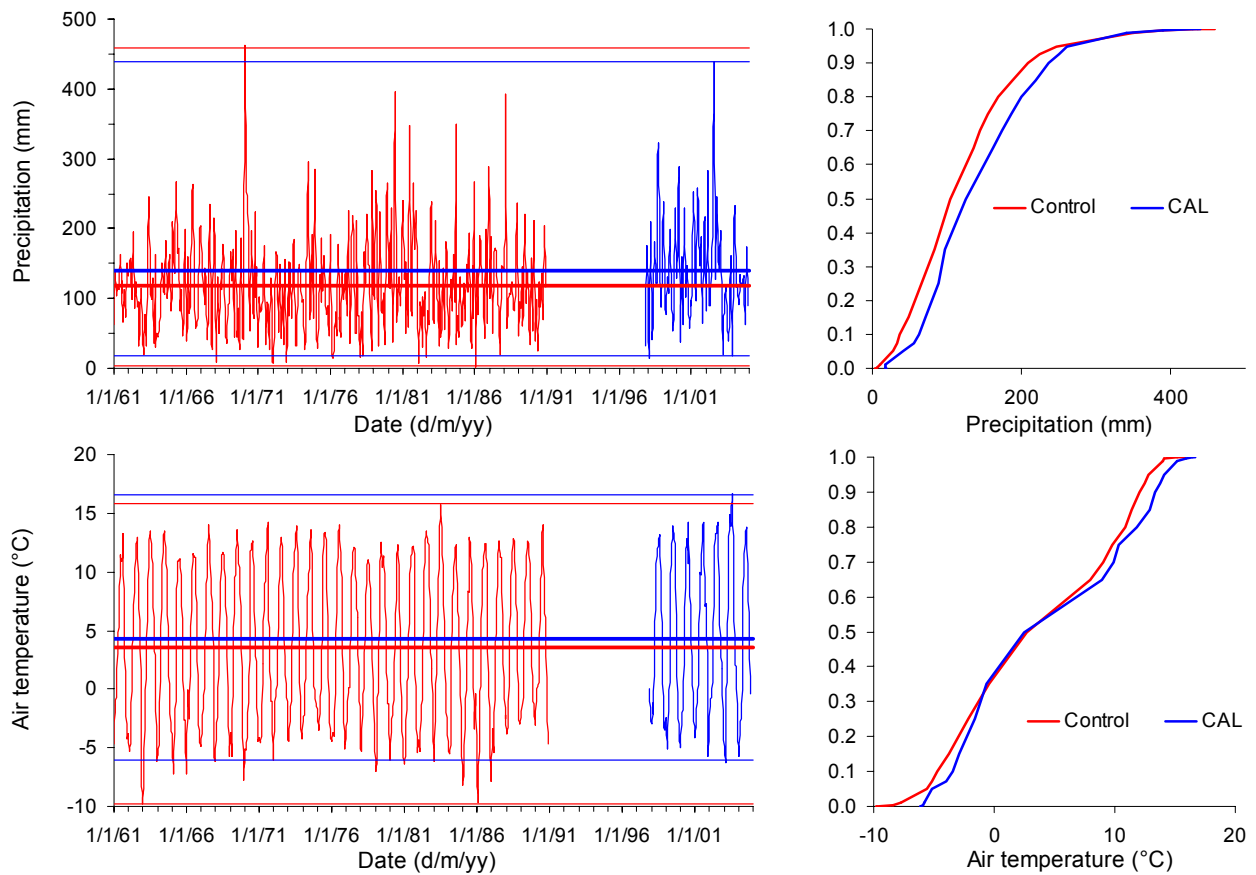 500
400
300
200
100
0
Precipitation (mm)
1/1/61 1/1/66 1/1/71 1/1/76 1/1/81 1/1/86 1/1/91 1/1/96 1/1/01
Date (d/m/yy)
1.0
0.9
0.8
0.7
0.6
0.5
0.4
0.3
0.2
0.1
0.0
Control CAL
0 200 400
Precipitation (mm)
20
15
10
5
0
-5
-10
Air temperature (°C)
1/1/61 1/1/66 1/1/71 1/1/76 1/1/81 1/1/86 1/1/91 1/1/96 1/1/01
Date (d/m/yy)
1.0
0.9
0.8
0.7
0.6
0.5
0.4
0.3
0.2
0.1
0.0
Control CAL
-10 0 10 20
Air temperature (°C)